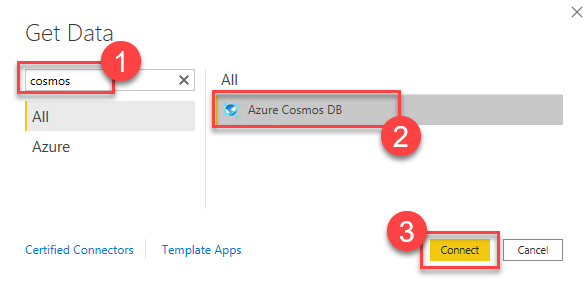 Get Data
1
cosmos
All
Azure
All
Azure Cosmos DB
2
Certified Connectors
Template Apps
3
Connect
Cancel